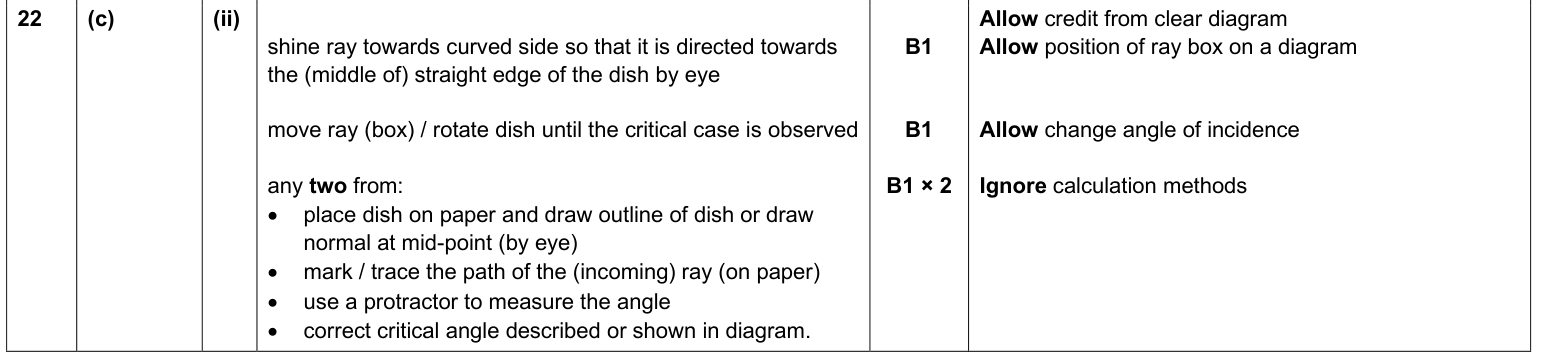 22 (c) (ii) Allow credit from clear diagram
shine ray towards curved side so that it is directed towards B1 Allow position of ray box on a diagram
the (middle of) straight edge of the dish by eye
move ray (box) / rotate dish until the critical case is observed B1 Allow change angle of incidence
any two from: B1 × 2 Ignore calculation methods
• place dish on paper and draw outline of dish or draw
normal at mid-point (by eye)
• mark / trace the path of the (incoming) ray (on paper)
• use a protractor to measure the angle
• correct critical angle described or shown in diagram.